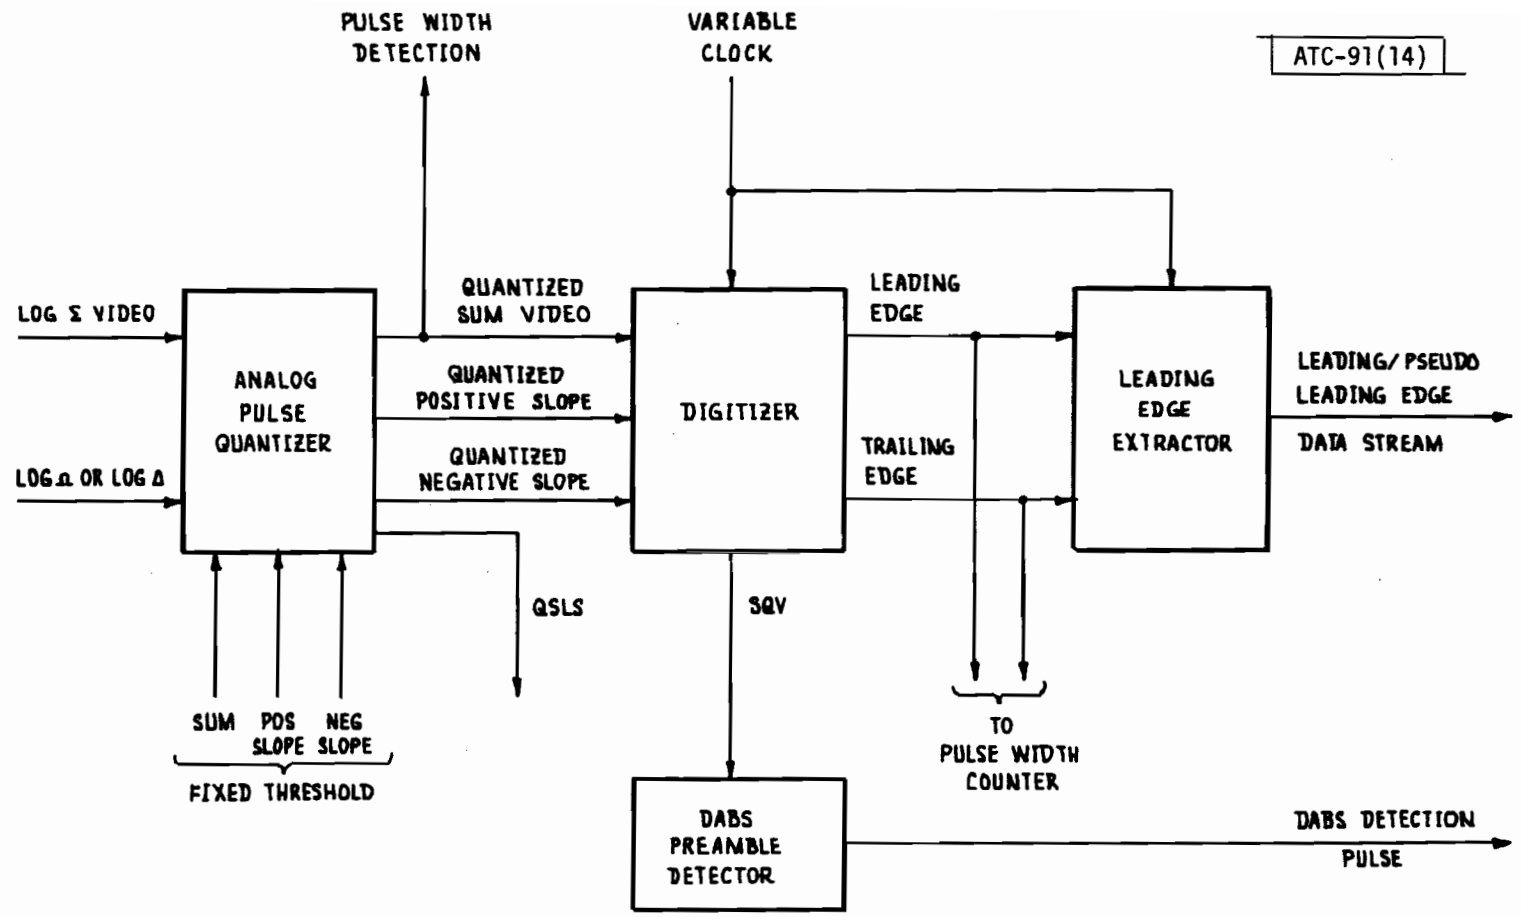 PULSE WIDTH
DETECTION
VARIABLE
CLOCK
ATC-91(14)
LOG Σ VIDEO
LOG Ω OR LOG Δ
ANALOG
PULSE
QUANTIZER
QUANTIZED
SUM VIDEO
QUANTIZED
POSITIVE SLOPE
QUANTIZED
NEGATIVE SLOPE
DIGITIZER
LEADING
EDGE
TRAILING
EDGE
LEADING
EDGE
EXTRACTOR
LEADING/PSEUDO
LEADING EDGE
DATA STREAM
QSLS
SQV
SUM POS NEG
SLOPE SLOPE
FIXED THRESHOLD
TO
PULSE WIDTH
COUNTER
DABS
PREAMBLE
DETECTOR
DABS DETECTION
PULSE